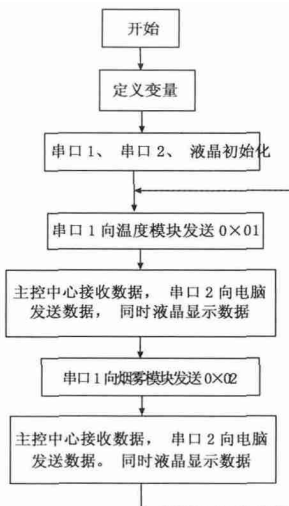 开始
定义变量
串口1、 串口2、 液晶初始化
串口1向温度模块发送0×01
主控中心接收数据， 串口2向电脑
发送数据， 同时液晶显示数据
串口1向烟雾模块发送0×02
主控中心接收数据， 串口2向电脑
发送数据。 同时液晶显示数据